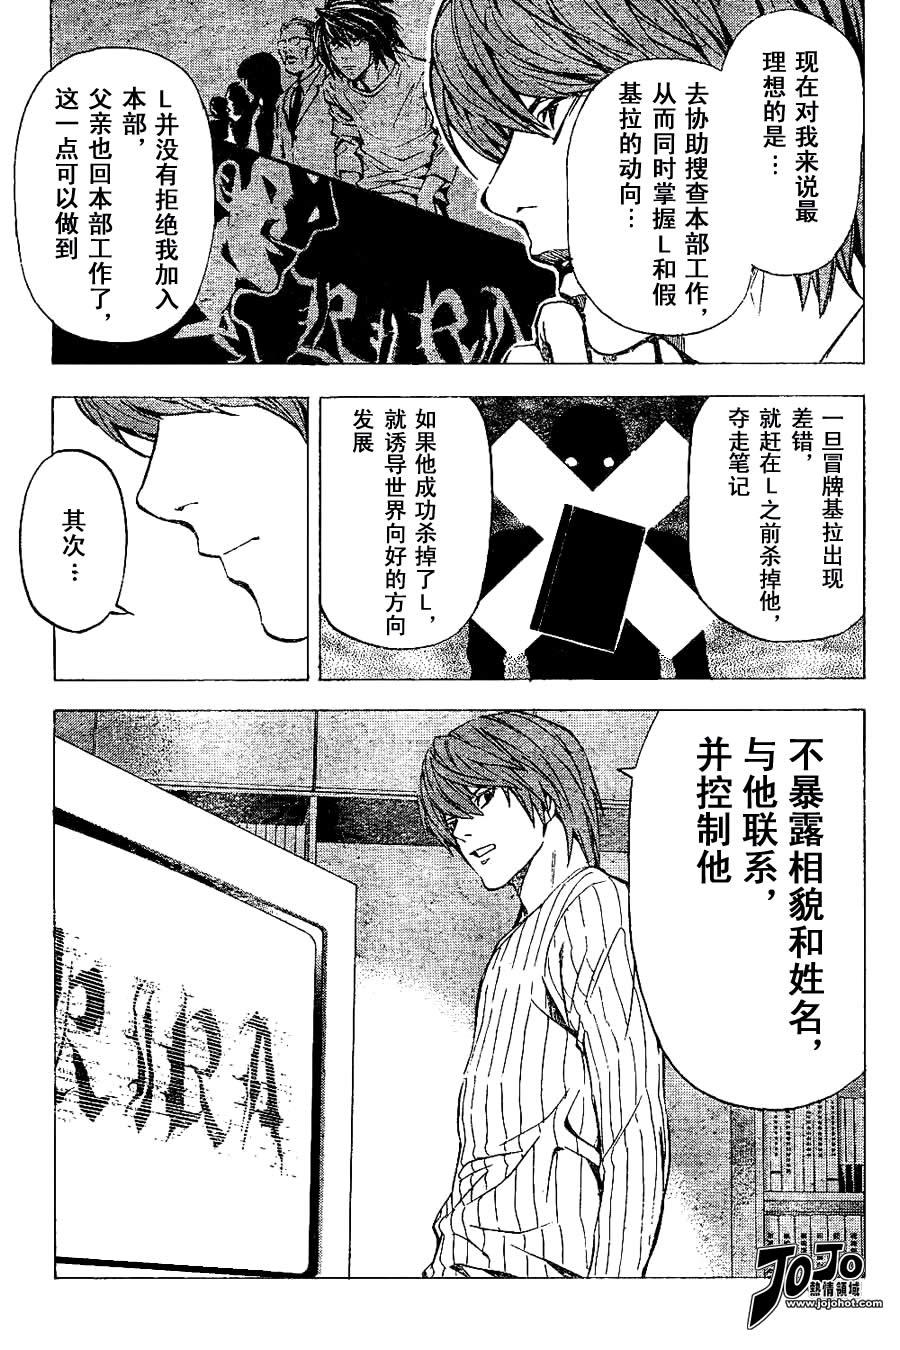 现在对我来说最
理想的是…
去协助搜查本部工作，
从而同时掌握L和假
基拉的动向…
L并没有拒绝我加入
本部，
父亲也回本部工作了，
这一点可以做到
KIRA
一旦冒牌基拉出现
差错，
就赶在L之前杀掉他，
夺走笔记
如果他成功杀掉了L，
就诱导世界向好的方向
发展
其次…
不暴露相貌和姓名，
与他联系，
并控制他
KIRA
JOJO
热情領域
www.jojohot.com